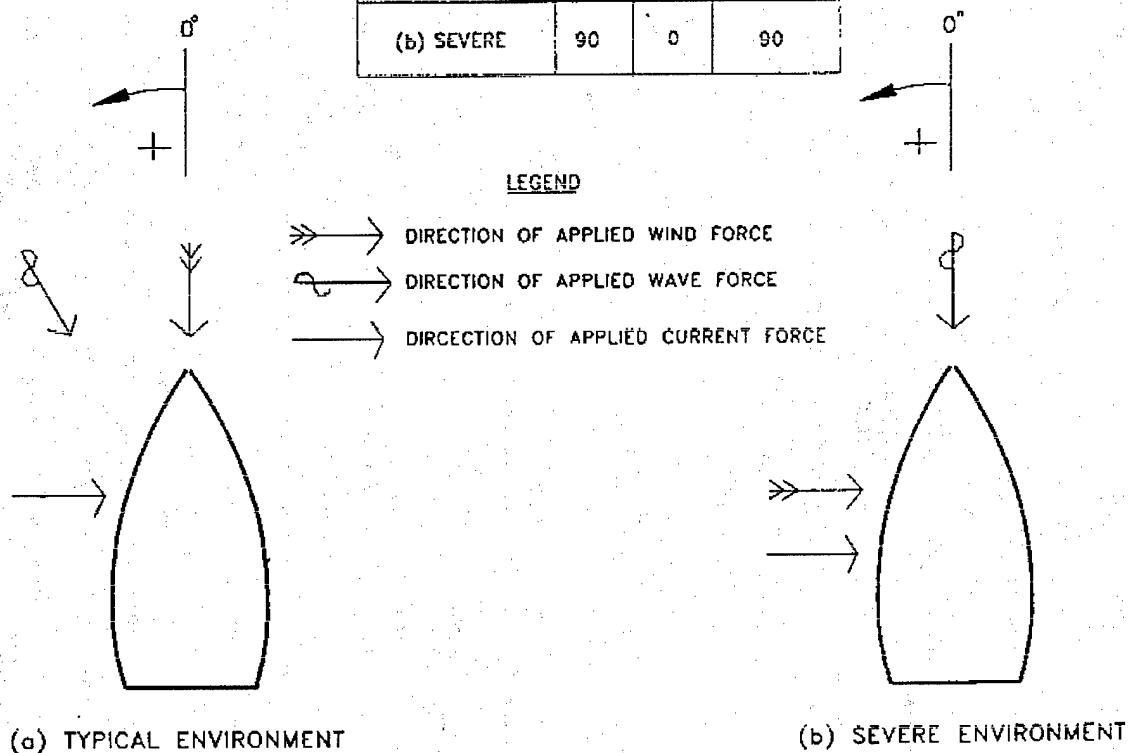 (b) SEVERE 90 0 90
0°
0°
+
+
LEGEND
DIRECTION OF APPLIED WIND FORCE
DIRECTION OF APPLIED WAVE FORCE
DIRCECTION OF APPLIED CURRENT FORCE
(a) TYPICAL ENVIRONMENT
(b) SEVERE ENVIRONMENT